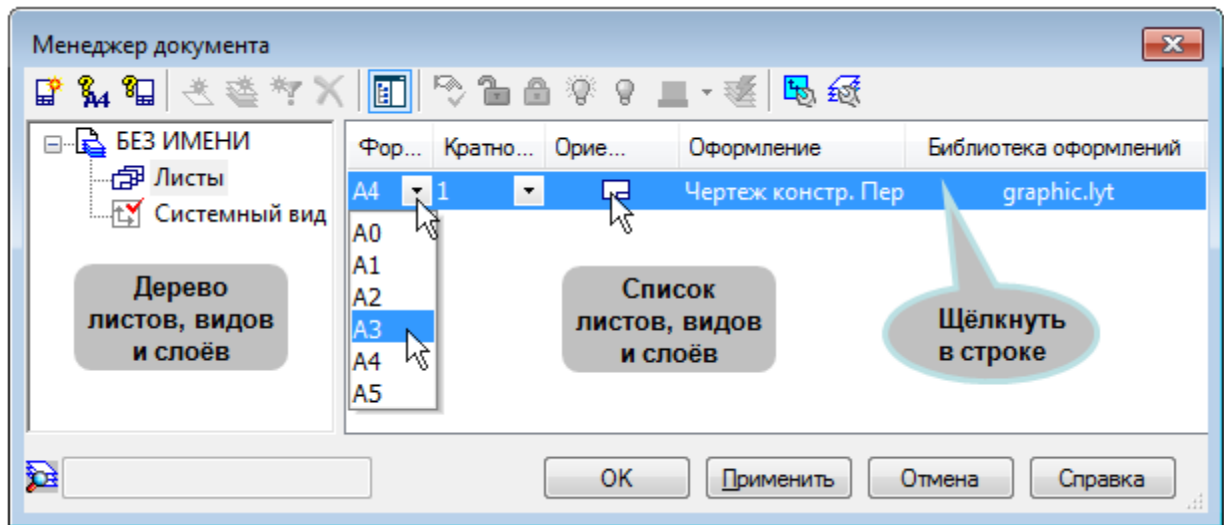 Менеджер документа
?A4 ?
БЕЗ ИМЕНИ
Листы
Системный вид
Фор... Кратно... Орие... Оформление Библиотека оформлений
A4 1 Чертеж констр. Пер graphic.lyt
A0
A1
A2
A3
A4
A5
Дерево
листов, видов
и слоёв
Список
листов, видов
и слоёв
Щёлкнуть
в строке
OK Применить Отмена Справка